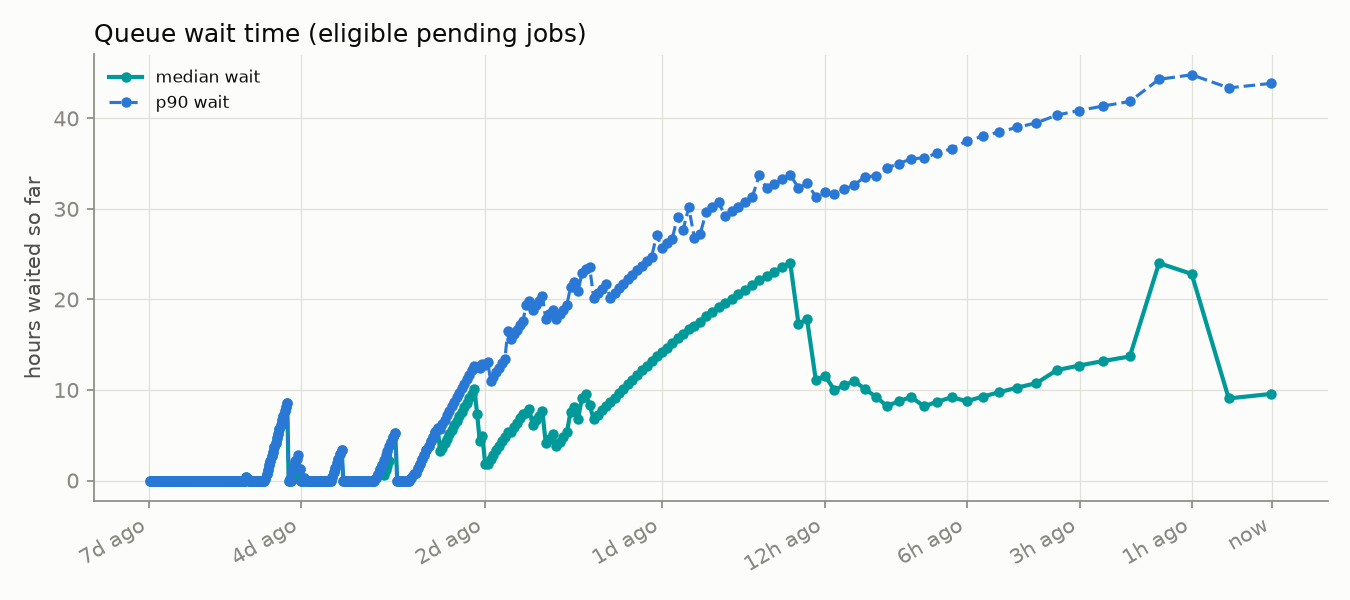 Queue wait time (eligible pending jobs)
median wait
p90 wait
hours waited so far
40
30
20
10
0
7d ago
4d ago
2d ago
1d ago
12h ago
6h ago
3h ago
1h ago
now